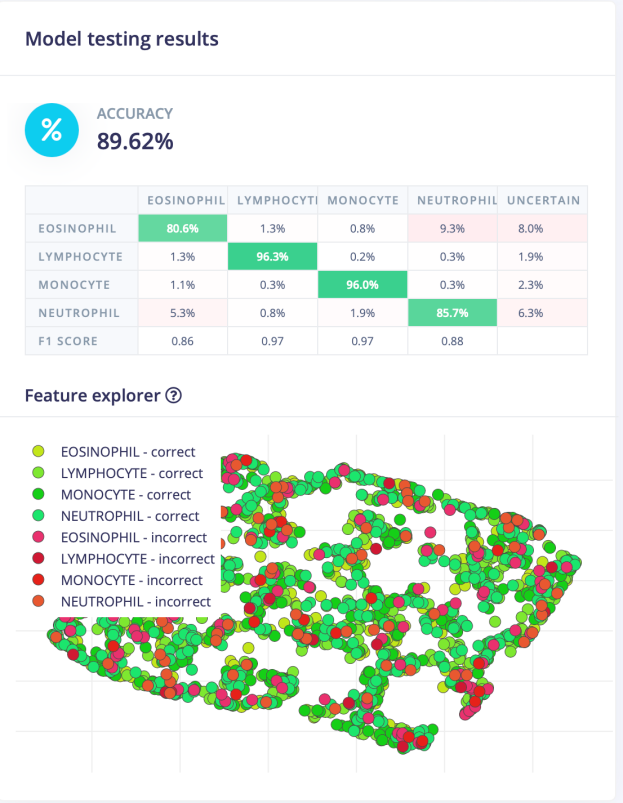 Model testing results
%
ACCURACY
89.62%
EOSINOPHIL LYMPHOCYTI MONOCYTE NEUTROPHIL UNCERTAIN
EOSINOPHIL 80.6% 1.3% 0.8% 9.3% 8.0%
LYMPHOCYTE 1.3% 96.3% 0.2% 0.3% 1.9%
MONOCYTE 1.1% 0.3% 96.0% 0.3% 2.3%
NEUTROPHIL 5.3% 0.8% 1.9% 85.7% 6.3%
F1 SCORE 0.86 0.97 0.97 0.88
Feature explorer ?
EOSINOPHIL - correct
LYMPHOCYTE - correct
MONOCYTE - correct
NEUTROPHIL - correct
EOSINOPHIL - incorrect
LYMPHOCYTE - incorrect
MONOCYTE - incorrect
NEUTROPHIL - incorrect